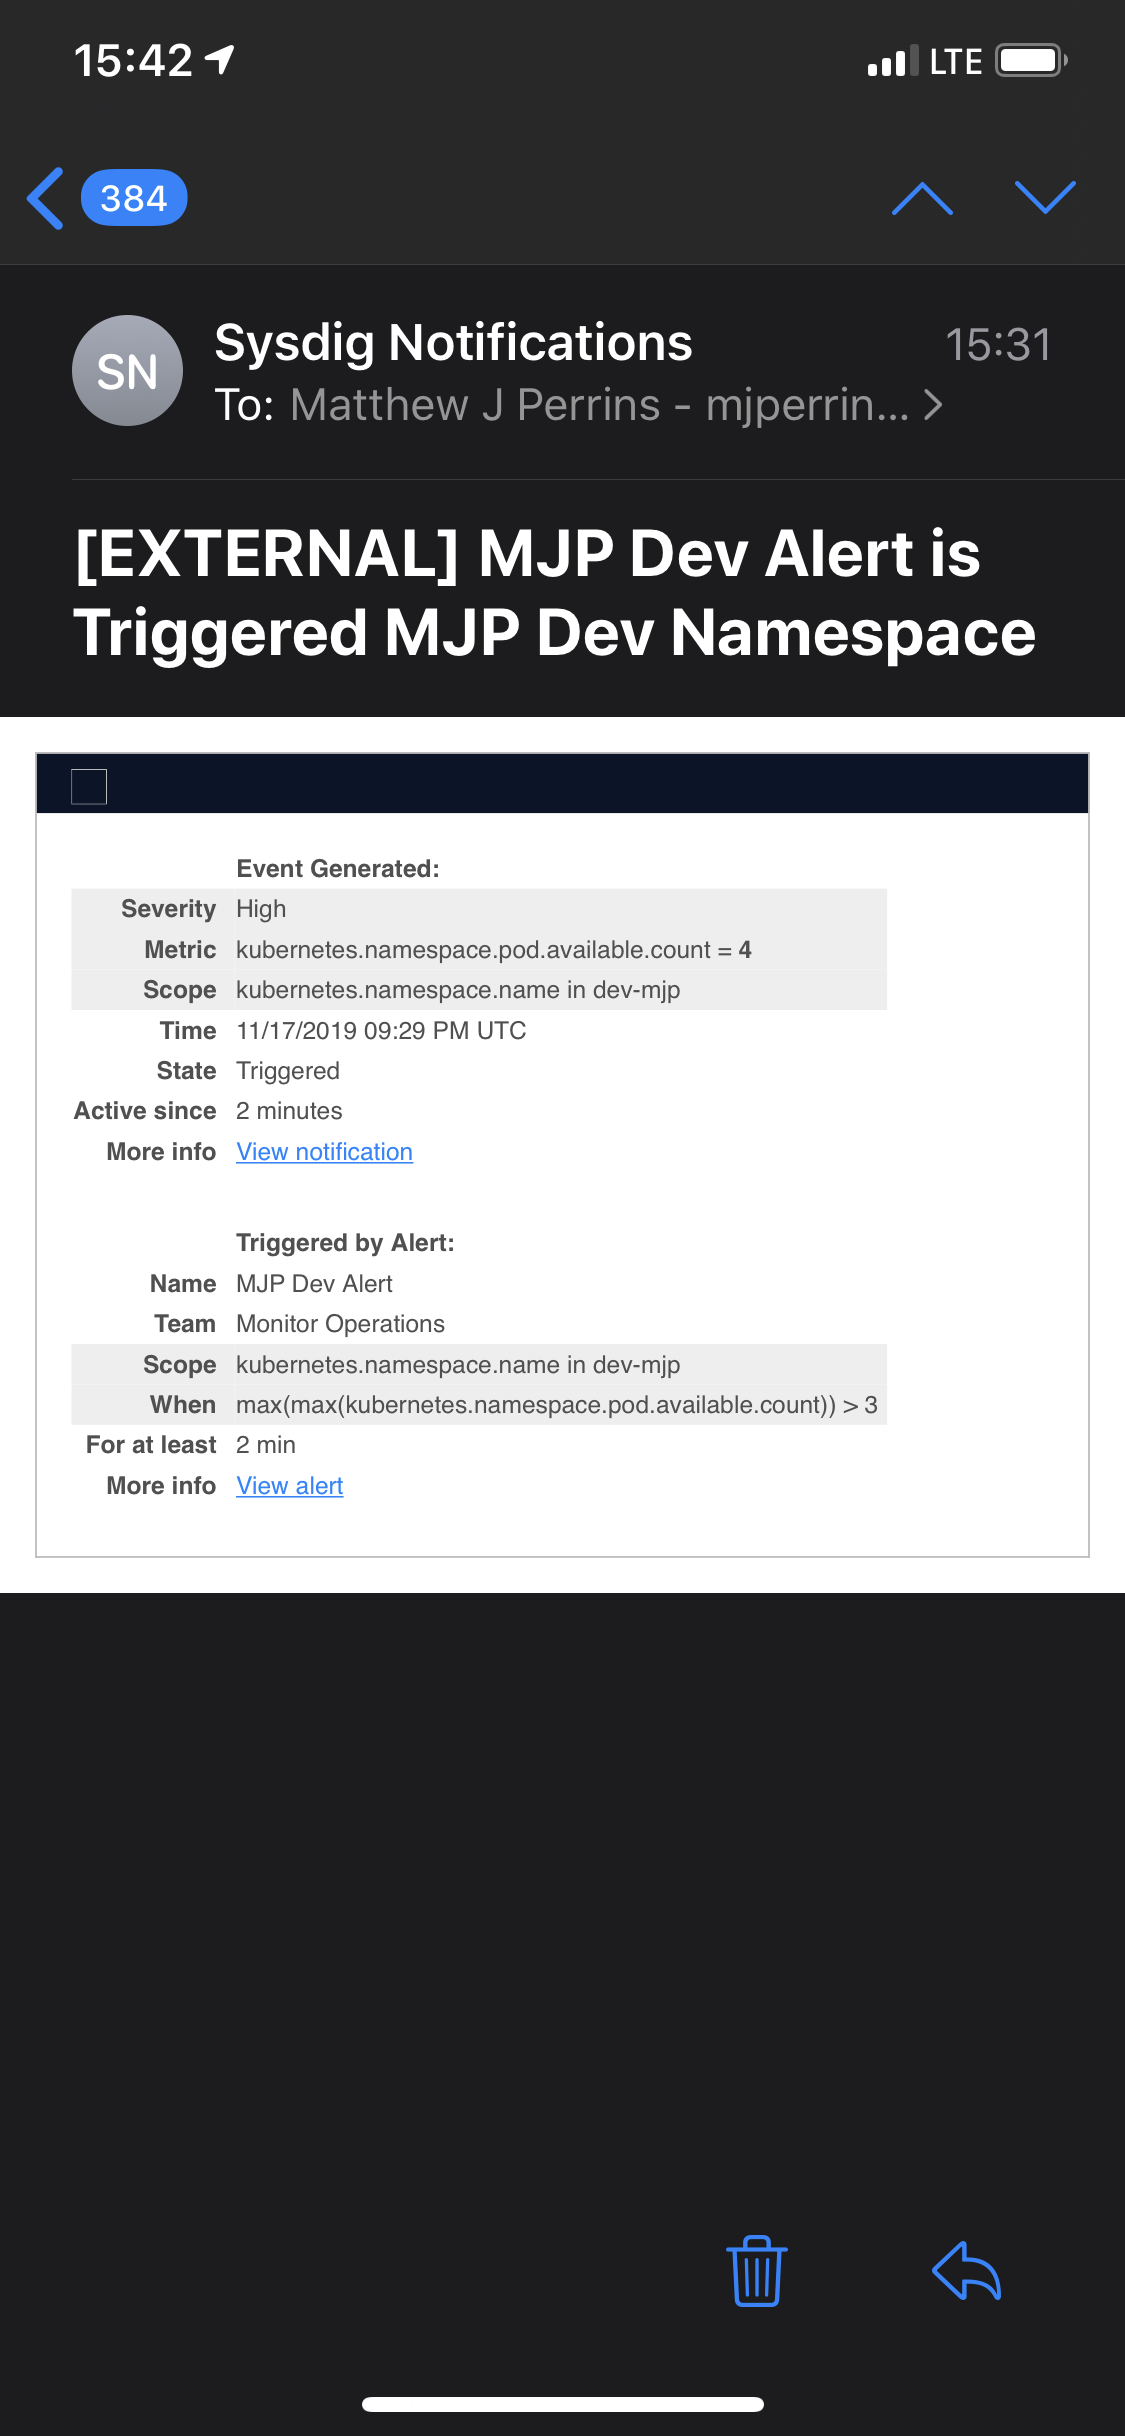 15:42 LTE
384
SN Sysdig Notifications 15:31
To: Matthew J Perrins - mjperrin...
[EXTERNAL] MJP Dev Alert is
Triggered MJP Dev Namespace
Event Generated:
Severity High
Metric kubernetes.namespace.pod.available.count = 4
Scope kubernetes.namespace.name in dev-mjp
Time 11/17/2019 09:29 PM UTC
State Triggered
Active since 2 minutes
More info View notification
Triggered by Alert:
Name MJP Dev Alert
Team Monitor Operations
Scope kubernetes.namespace.name in dev-mjp
When max(max(kubernetes.namespace.pod.available.count)) > 3
For at least 2 min
More info View alert